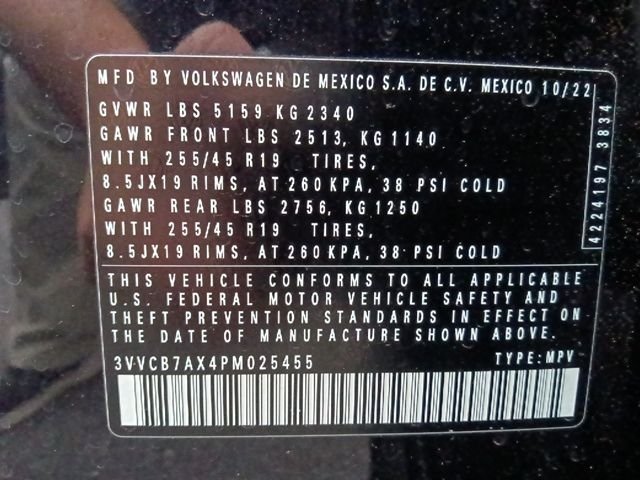 MFD BY VOLKSWAGEN DE MEXICO S.A. DE C.V. MEXICO 10/22
GVWR LBS 5159 KG 2340
GAWR FRONT LBS 2513, KG 1140
WITH 255/45 R19 TIRES,
8.5JX19 RIMS, AT 260 KPA, 38 PSI COLD
GAWR REAR LBS 2756, KG 1250
WITH 255/45 R19 TIRES,
8.5JX19 RIMS, AT 260 KPA, 38 PSI COLD
4224197 3834
THIS VEHICLE CONFORMS TO ALL APPLICABLE
U.S. FEDERAL MOTOR VEHICLE SAFETY AND
THEFT PREVENTION STANDARDS IN EFFECT ON
THE DATE OF MANUFACTURE SHOWN ABOVE.
3VVCB7AX4PM025455 TYPE: MPV